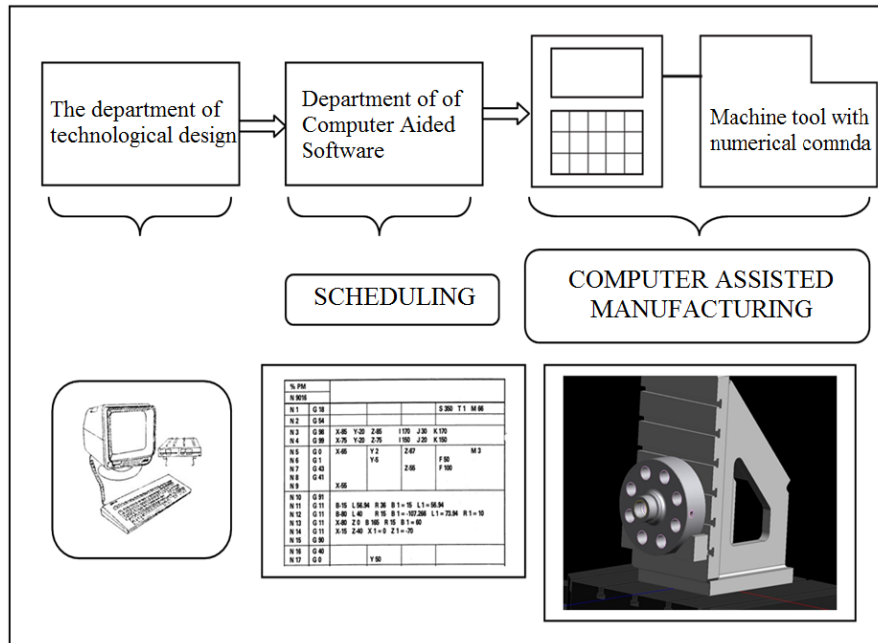 The department of
technological design
Department of of
Computer Aided
Software
Machine tool with
numerical comnda
SCHEDULING
COMPUTER ASSISTED
MANUFACTURING
% PM
N 9016
N 1 G 18 S 350 T 1 M 66
N 2 G 54
N 3 G 98 X-85 Y-20 Z-85 I 170 J 30 K 170
N 4 G 99 X-75 Y-20 Z-75 I 150 J 20 K 150
N 5 G 0 X-65 Y 2 Z-67 M 3
N 6 G 1 Y-5 F 50
N 7 G 43 Z-55 F 100
N 8 G 41
N 9 X-55
N 10 G 91
N 11 G 11 B-15 L 56.94 R 36 B 1 = 15 L 1 = 56.94
N 12 G 11 B-80 L 40 R 15 B 1 = -107.266 L 1 = 73.94 R 1 = 10
N 13 G 11 X-80 Z 0 B 165 R 15 B 1 = 60
N 14 G 11 X-15 Z-40 X 1 = 0 Z 1 = -70
N 15 G 90
N 16 G 40
N 17 G 0 Y 50